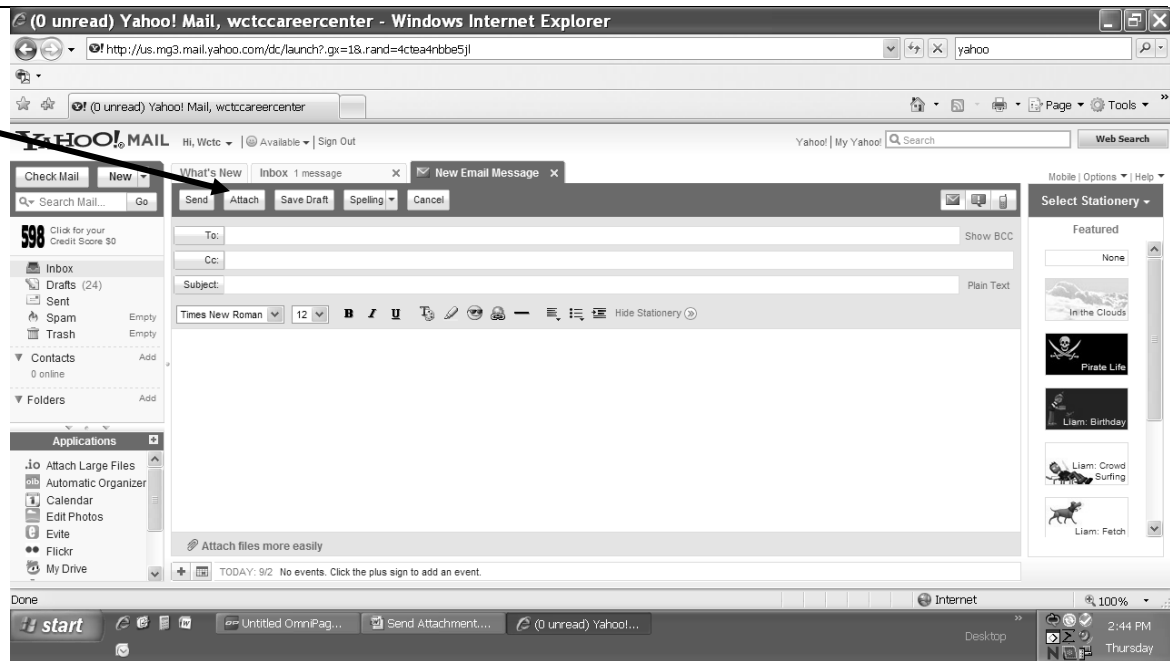 (0 unread) Yahoo! Mail, wctccareercenter - Windows Internet Explorer
http://us.mg3.mail.yahoo.com/dc/launch?.gx=1&.rand=4ctea4nbbe5jl
yahoo
(0 unread) Yahoo! Mail, wctccareercenter
Page Tools
YAHOO! MAIL Hi, Wctc Available Sign Out
Yahoo! My Yahoo! Search Web Search
What's New Inbox 1 message x New Email Message x
Mobile | Options | Help
Check Mail New
Search Mail... Go
Send Attach Save Draft Spelling Cancel
Select Stationery
598 Click for your
Credit Score $0
To: Show BCC
Cc:
Subject: Plain Text
Times New Roman 12 B I U Hide Stationery
Inbox
Drafts (24)
Sent
Spam Empty
Trash Empty
Contacts Add
0 online
Folders Add
Applications
.io Attach Large Files
oib Automatic Organizer
Calendar
Edit Photos
Evite
Flickr
My Drive
Attach files more easily
TODAY: 9/2 No events. Click the plus sign to add an event.
Featured
None
In the Clouds
Pirate Life
Liam: Birthday
Liam: Crowd
Surfing
Liam: Fetch
Done Internet 100%
start Untitled OmniPag... Send Attachment.... (0 unread) Yahoo!...
Desktop
2:44 PM
Thursday